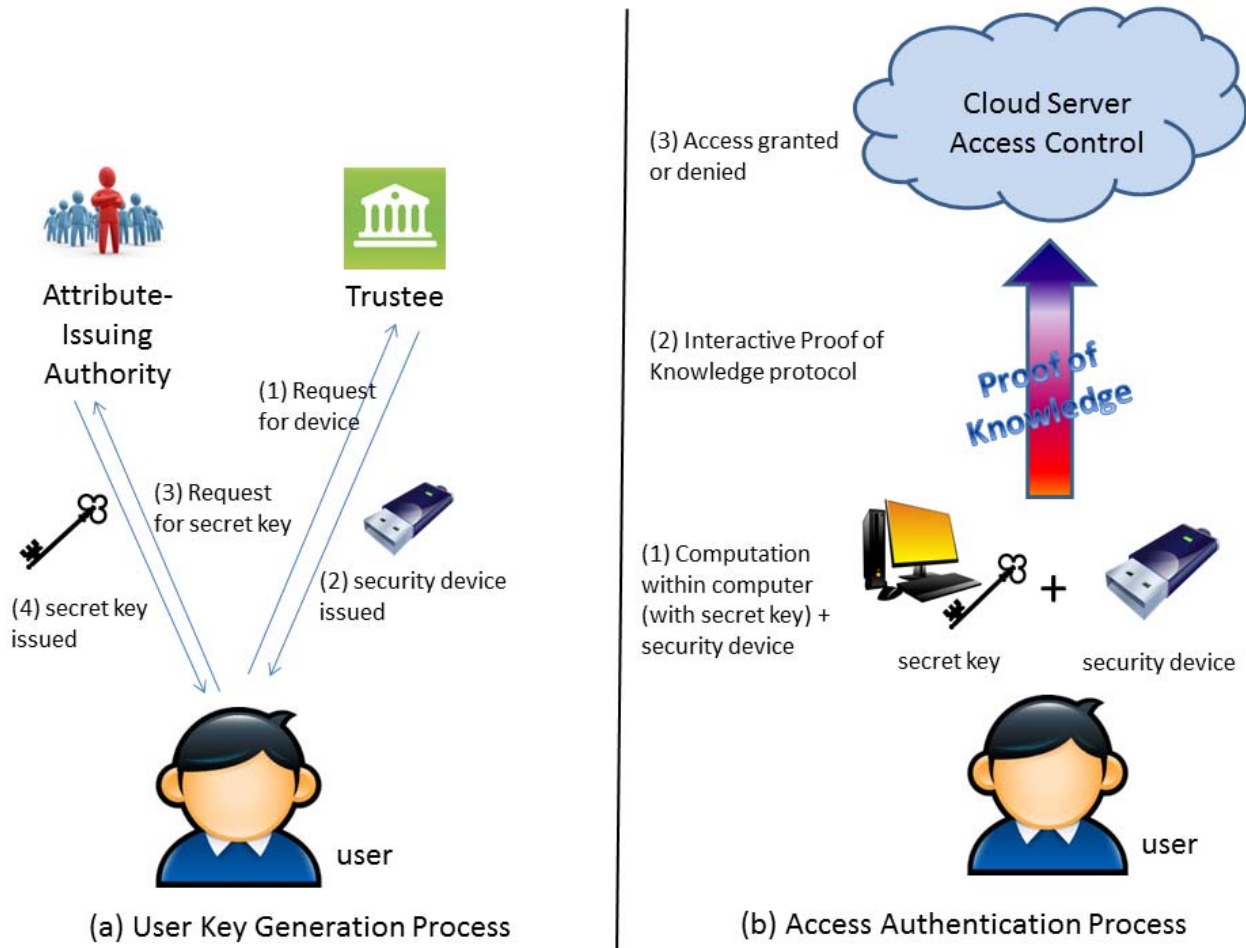 Attribute-
Issuing
Authority
Trustee
(1) Request
for device
(3) Request
for secret key
(2) security device
issued
(4) secret key
issued
user
(a) User Key Generation Process
Cloud Server
Access Control
(3) Access granted
or denied
(2) Interactive Proof of
Knowledge protocol
Proof of
Knowledge
(1) Computation
within computer
(with secret key) +
security device
+
secret key
security device
user
(b) Access Authentication Process